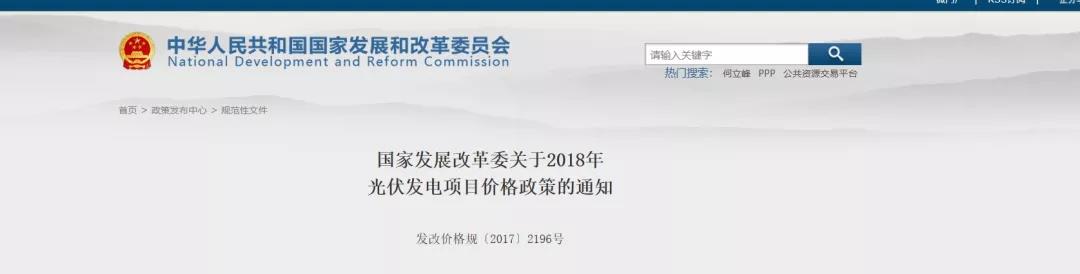 RSS订阅
中华人民共和国国家发展和改革委员会
National Development and Reform Commission
请输入关键字
热门搜索： 何立峰 PPP 公共资源交易平台
首页 > 政策发布中心 > 规范性文件
国家发展改革委关于2018年
光伏发电项目价格政策的通知
发改价格规〔2017〕2196号